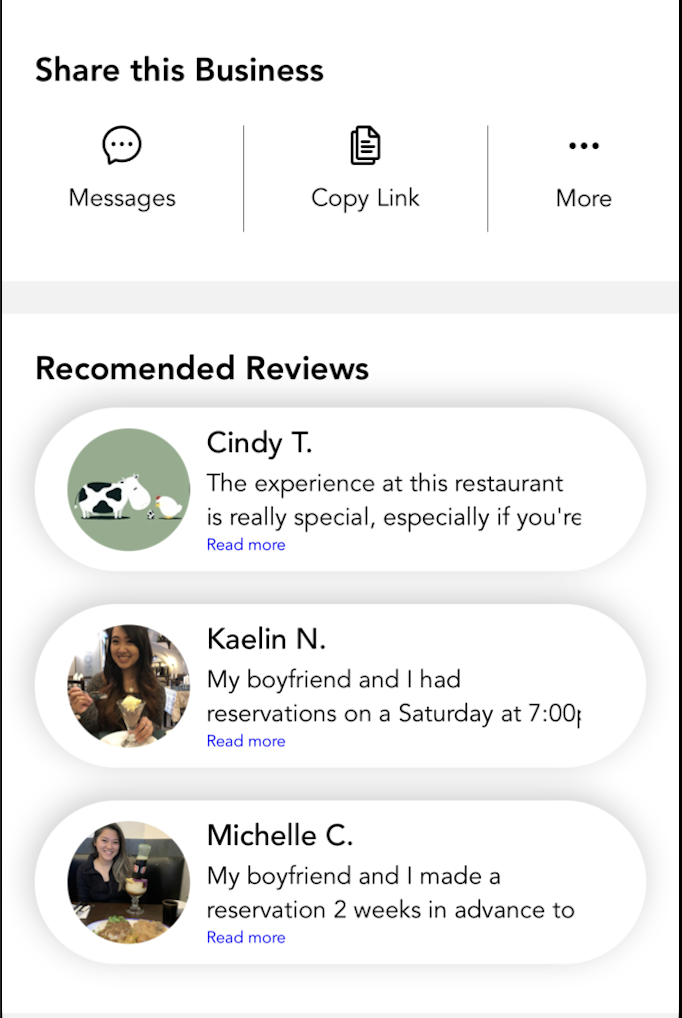 Share this Business
Messages
Copy Link
More
Recomended Reviews
Cindy T.
The experience at this restaurant
is really special, especially if you're
Read more
Kaelin N.
My boyfriend and I had
reservations on a Saturday at 7:00p
Read more
Michelle C.
My boyfriend and I made a
reservation 2 weeks in advance to
Read more